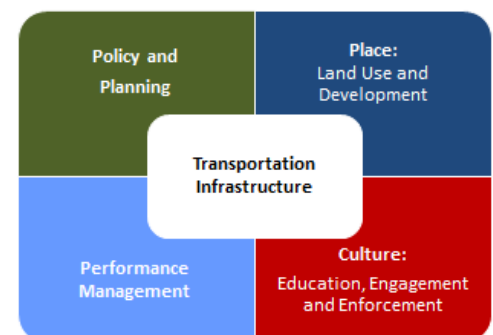 Policy and
Planning
Place:
Land Use and
Development
Transportation
Infrastructure
Performance
Management
Culture:
Education, Engagement
and Enforcement